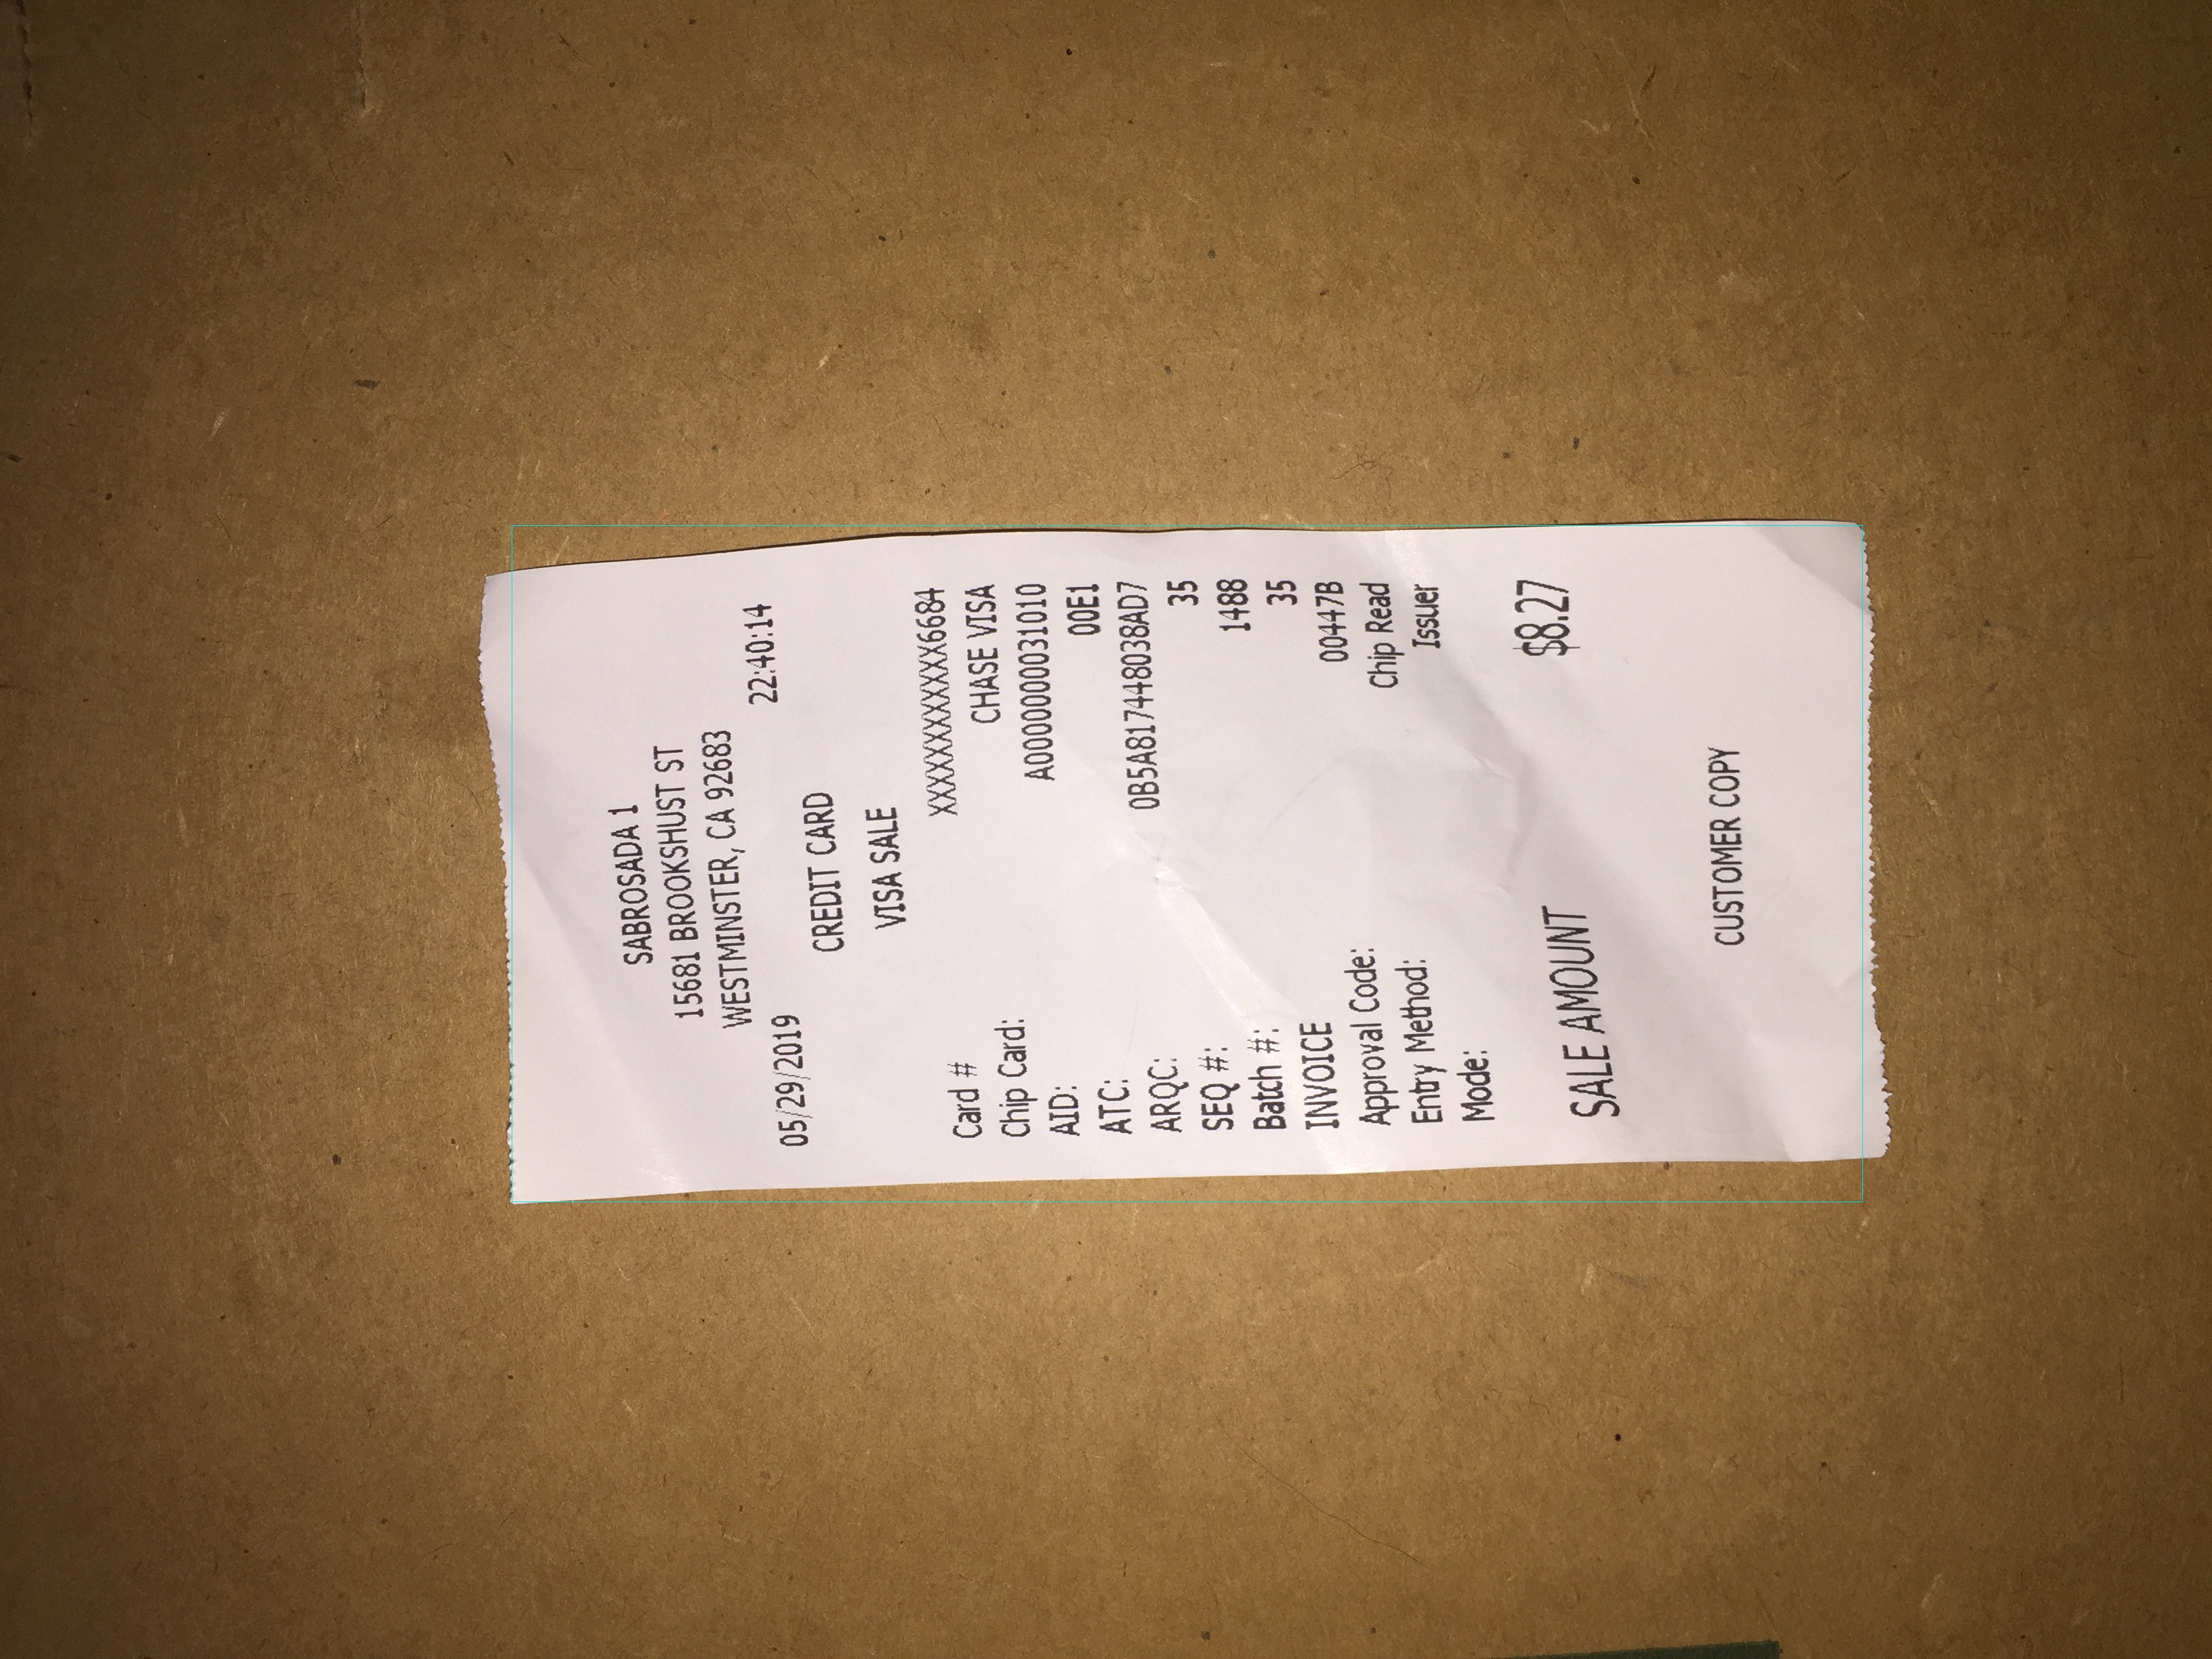 SABROSADA 1
15681 BROOKSHUST ST
WESTMINSTER, CA 92683
05/29/2019 22:40:14
CREDIT CARD
VISA SALE
Card # XXXXXXXXXXXX6684
Chip Card: CHASE VISA
AID: A0000000031010
ATC: 00E1
ARQC: 0B5A817448038AD7
SEQ #: 35
Batch #: 1488
INVOICE 35
Approval Code: 00447B
Entry Method: Chip Read
Mode: Issuer
SALE AMOUNT $8.27
CUSTOMER COPY